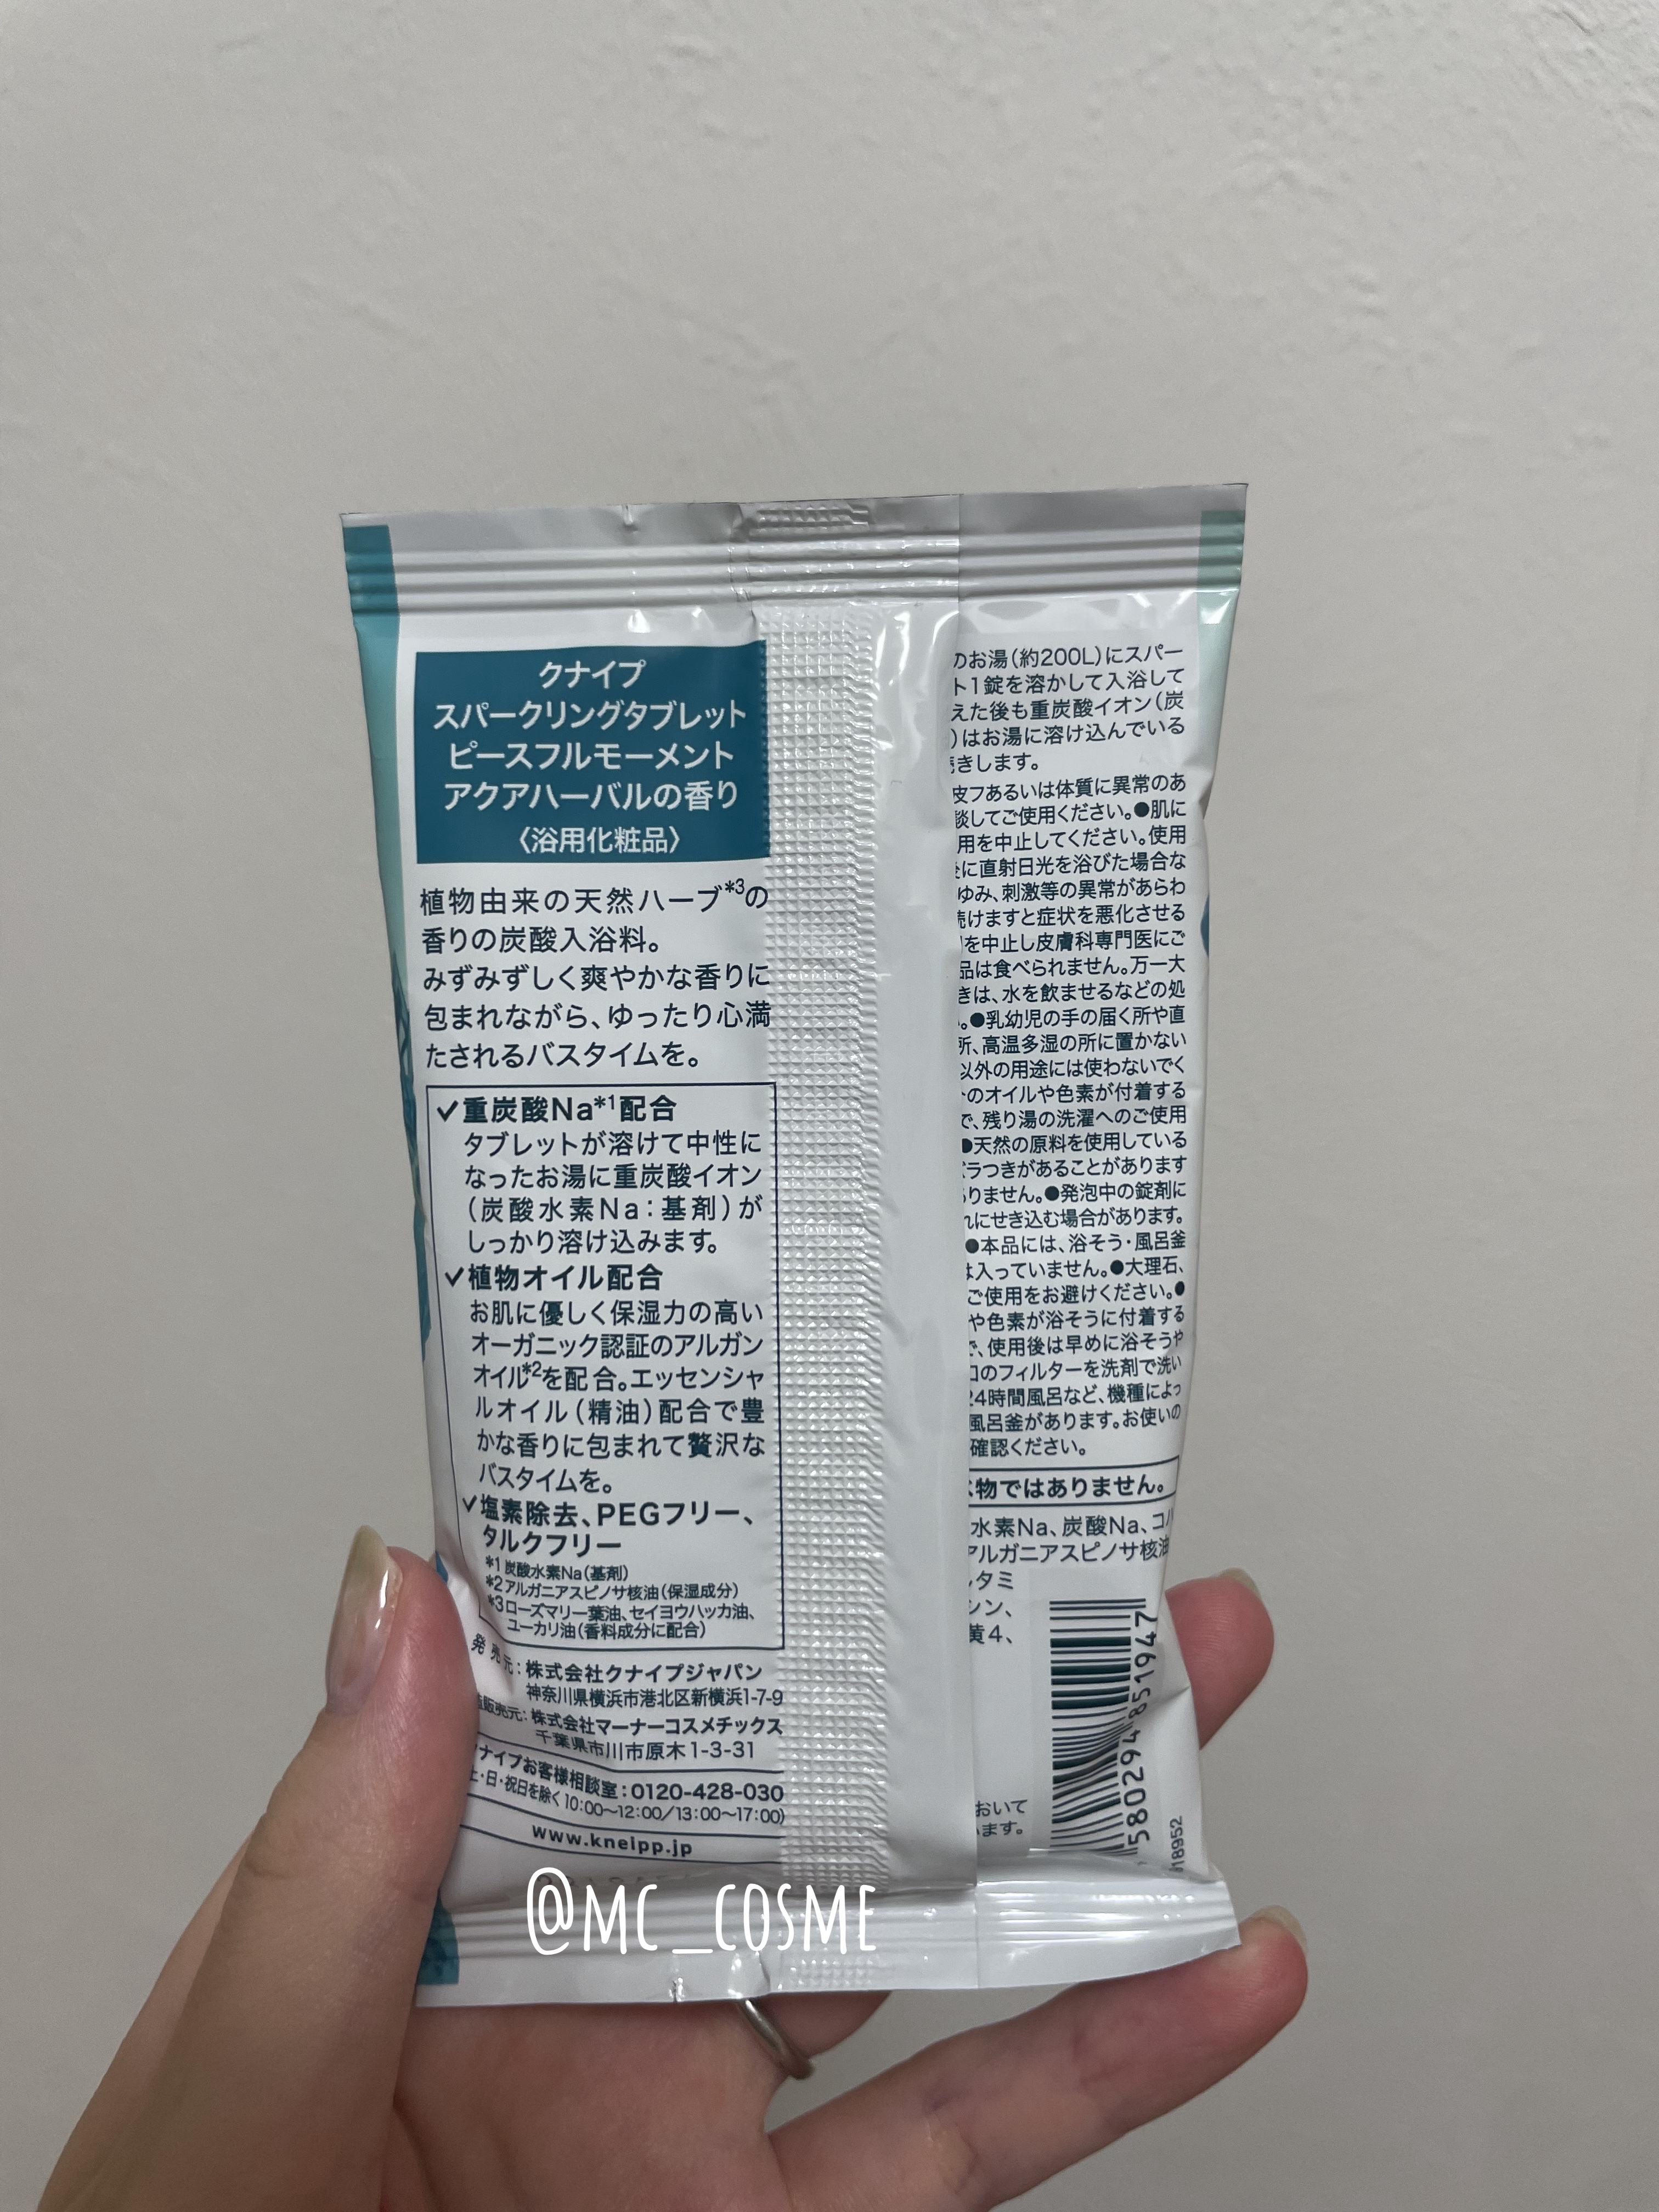 クナイプ
スパークリングタブレット
ピースフルモーメント
アクアハーバルの香り
〈浴用化粧品〉
植物由来の天然ハーブ*3の
香りの炭酸入浴料。
みずみずしく爽やかな香りに
包まれながら、ゆったり心満
たされるバスタイムを。
✓重炭酸Na*1配合
タブレットが溶けて中性に
なったお湯に重炭酸イオン
(炭酸水素Na:基剤)が
しっかり溶け込みます。
✓植物オイル配合
お肌に優しく保湿力の高い
オーガニック認証のアルガン
オイル*2を配合。エッセンシャ
ルオイル(精油)配合で豊
かな香りに包まれて贅沢な
バスタイムを。
✓塩素除去、PEGフリー、
タルクフリー
*1 炭酸水素Na(基剤)
*2 アルガニアスピノサ核油(保湿成分)
*3 ローズマリー葉油、セイヨウハッカ油、
ユーカリ油(香料成分に配合)
発売元:株式会社クナイプジャパン
神奈川県横浜市港北区新横浜1-7-9
販売元:株式会社マーナーコスメチックス
千葉県市川市原木1-3-31
ナイプお客様相談室:0120-428-030
土・日・祝日を除く10:00〜12:00/13:00〜17:00)
www.kneipp.jp
のお湯(約200L)にスパー
ト1錠を溶かして入浴して
えた後も重炭酸イオン(炭
)はお湯に溶け込んでいる
きします。
皮フあるいは体質に異常のあ
談してご使用ください。●肌に
用を中止してください。使用
に直射日光を浴びた場合な
ゆみ、刺激等の異常があらわ
けますと症状を悪化させる
を中止し皮膚科専門医にご
品は食べられません。万一大
きは、水を飲ませるなどの処
。●乳幼児の手の届く所や直
所、高温多湿の所に置かない
以外の用途には使わないでく
のオイルや色素が付着する
で、残り湯の洗濯へのご使用
●天然の原料を使用している
ラつきがあることがあります
りません。●発泡中の錠剤に
れにせき込む場合があります。
●本品には、浴そう・風呂釜
は入っていません。●大理石、
ご使用をお避けください。●
や色素が浴そうに付着する
で、使用後は早めに浴そうや
口のフィルターを洗剤で洗い
24時間風呂など、機種によっ
風呂釜があります。お使いの
確認ください。
物ではありません。
水素Na、炭酸Na、コハ
アルガニアスピノサ核油
タミ
シン、
黄4、
おいて
ます。
580294 851947
18952
@MC_COSME